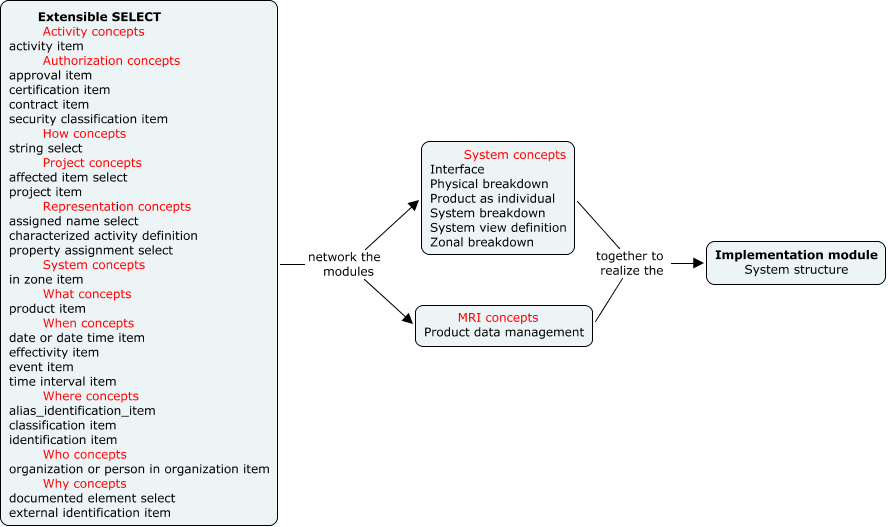 Extensible SELECT
Activity concepts
activity item
Authorization concepts
approval item
certification item
contract item
security classification item
How concepts
string select
Project concepts
affected item select
project item
Representation concepts
assigned name select
characterized activity definition
property assignment select
System concepts
in zone item
What concepts
product item
When concepts
date or date time item
effectivity item
event item
time interval item
Where concepts
alias_identification_item
classification item
identification item
Who concepts
organization or person in organization item
Why concepts
documented element select
external identification item
network the
modules
System concepts
Interface
Physical breakdown
Product as individual
System breakdown
System view definition
Zonal breakdown
MRI concepts
Product data management
together to
realize the
Implementation module
System structure